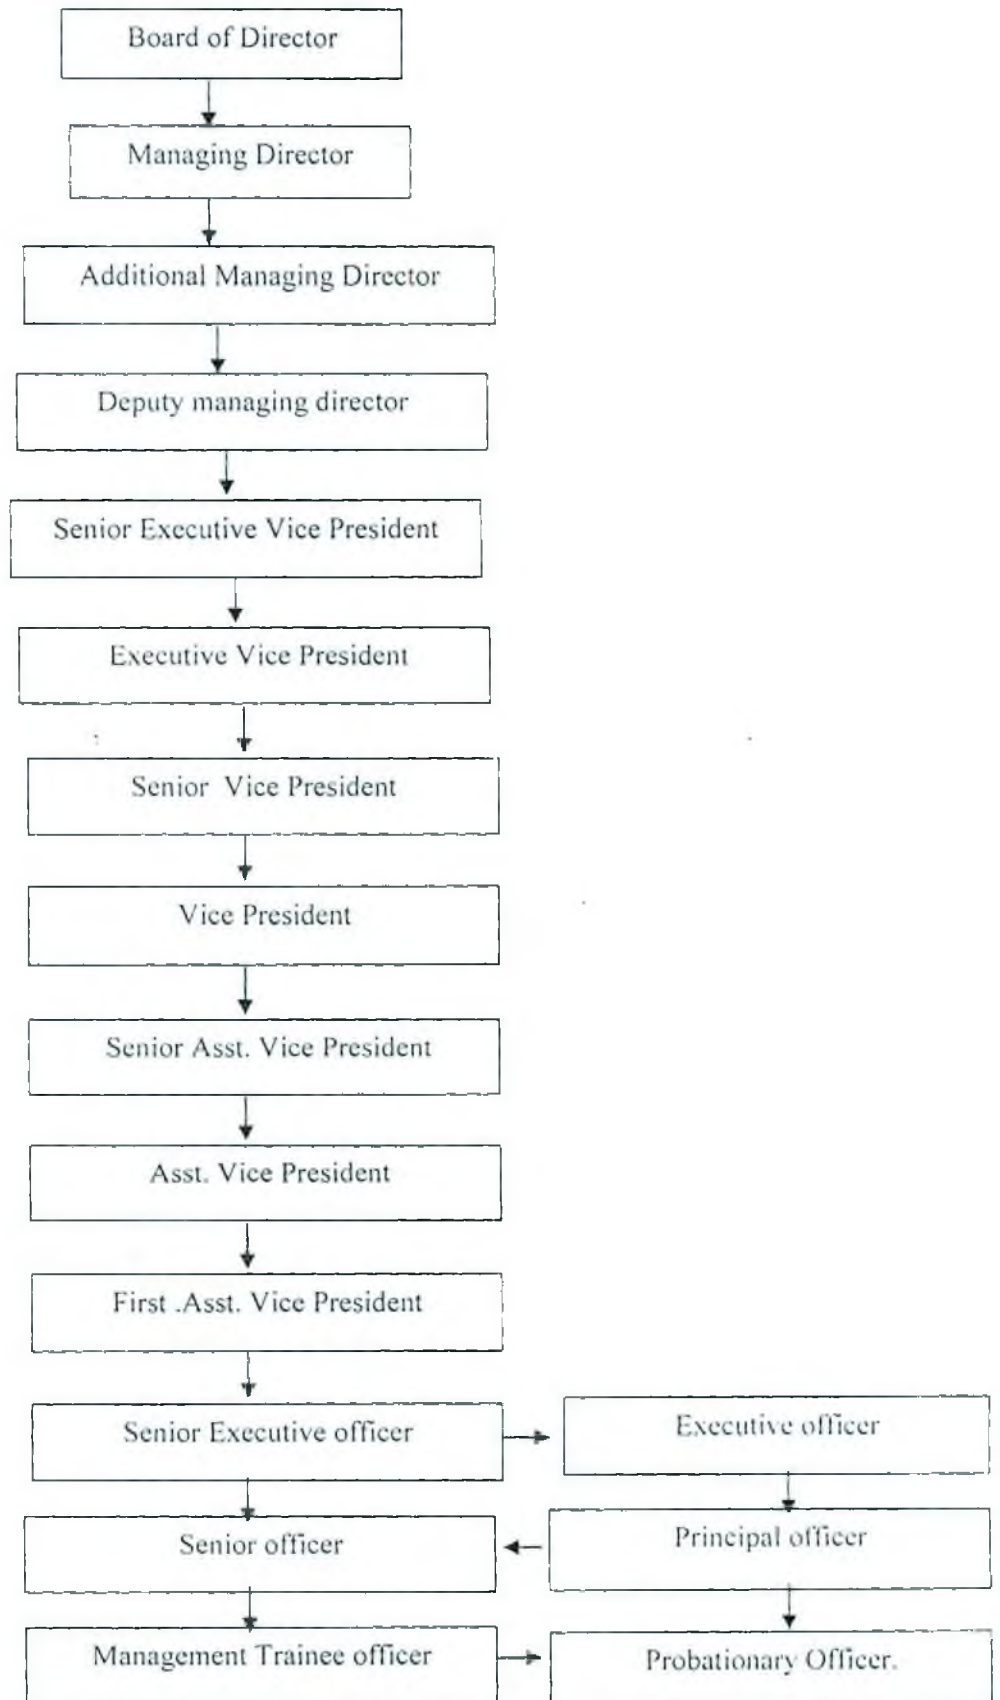 Board of Director
Managing Director
Additional Managing Director
Deputy managing director
Senior Executive Vice President
Executive Vice President
Senior Vice President
Vice President
Senior Asst. Vice President
Asst. Vice President
First .Asst. Vice President
Senior Executive officer
Executive officer
Senior officer
Principal officer
Management Trainee officer
Probationary Officer.